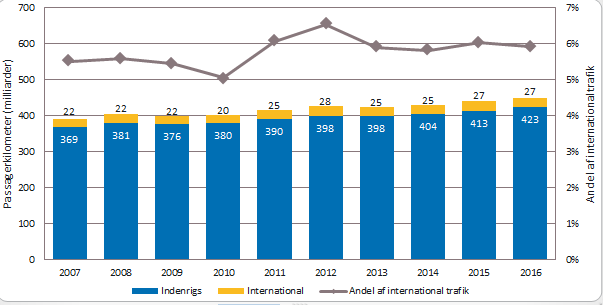 700
600
500
400
300
200
100
0
Passagerkilometer (milliarder)
7%
6%
5%
4%
3%
2%
1%
0%
Andel af international trafik
22 22 22 20 25 28 25 25 27 27
369 381 376 380 390 398 398 404 413 423
2007 2008 2009 2010 2011 2012 2013 2014 2015 2016
Indenrigs International Andel af international trafik